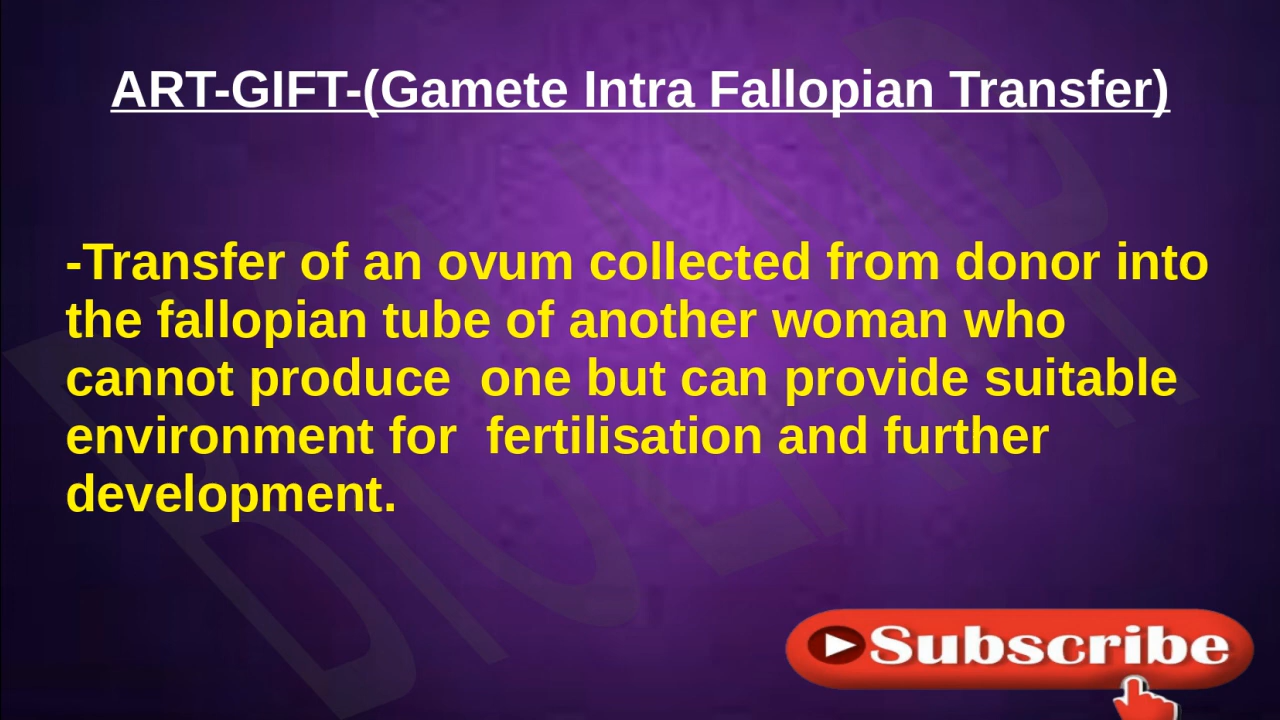 ART-GIFT-(Gamete Intra Fallopian Transfer)
-Transfer of an ovum collected from donor into
the fallopian tube of another woman who
cannot produce  one but can provide suitable
environment for  fertilisation and further
development.
Subscribe